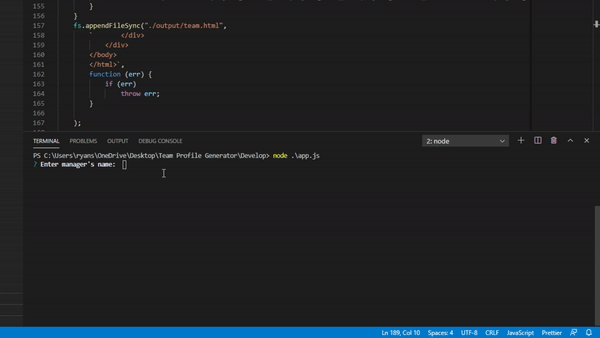 155 }
156 }
157 fs.appendFileSync("./output/team.html",
158 ` </div>
159 </div>
160 </body>
161 </html>`,
162 function (err) {
163 if (err)
164 throw err;
165 }
166
167 );
TERMINAL PROBLEMS OUTPUT DEBUG CONSOLE 2: node
PS C:\Users\ryans\OneDrive\Desktop\Team Profile Generator\Develop> node .\app.js
? Enter manager's name:
Ln 189, Col 10 Spaces: 4 UTF-8 CRLF JavaScript Prettier